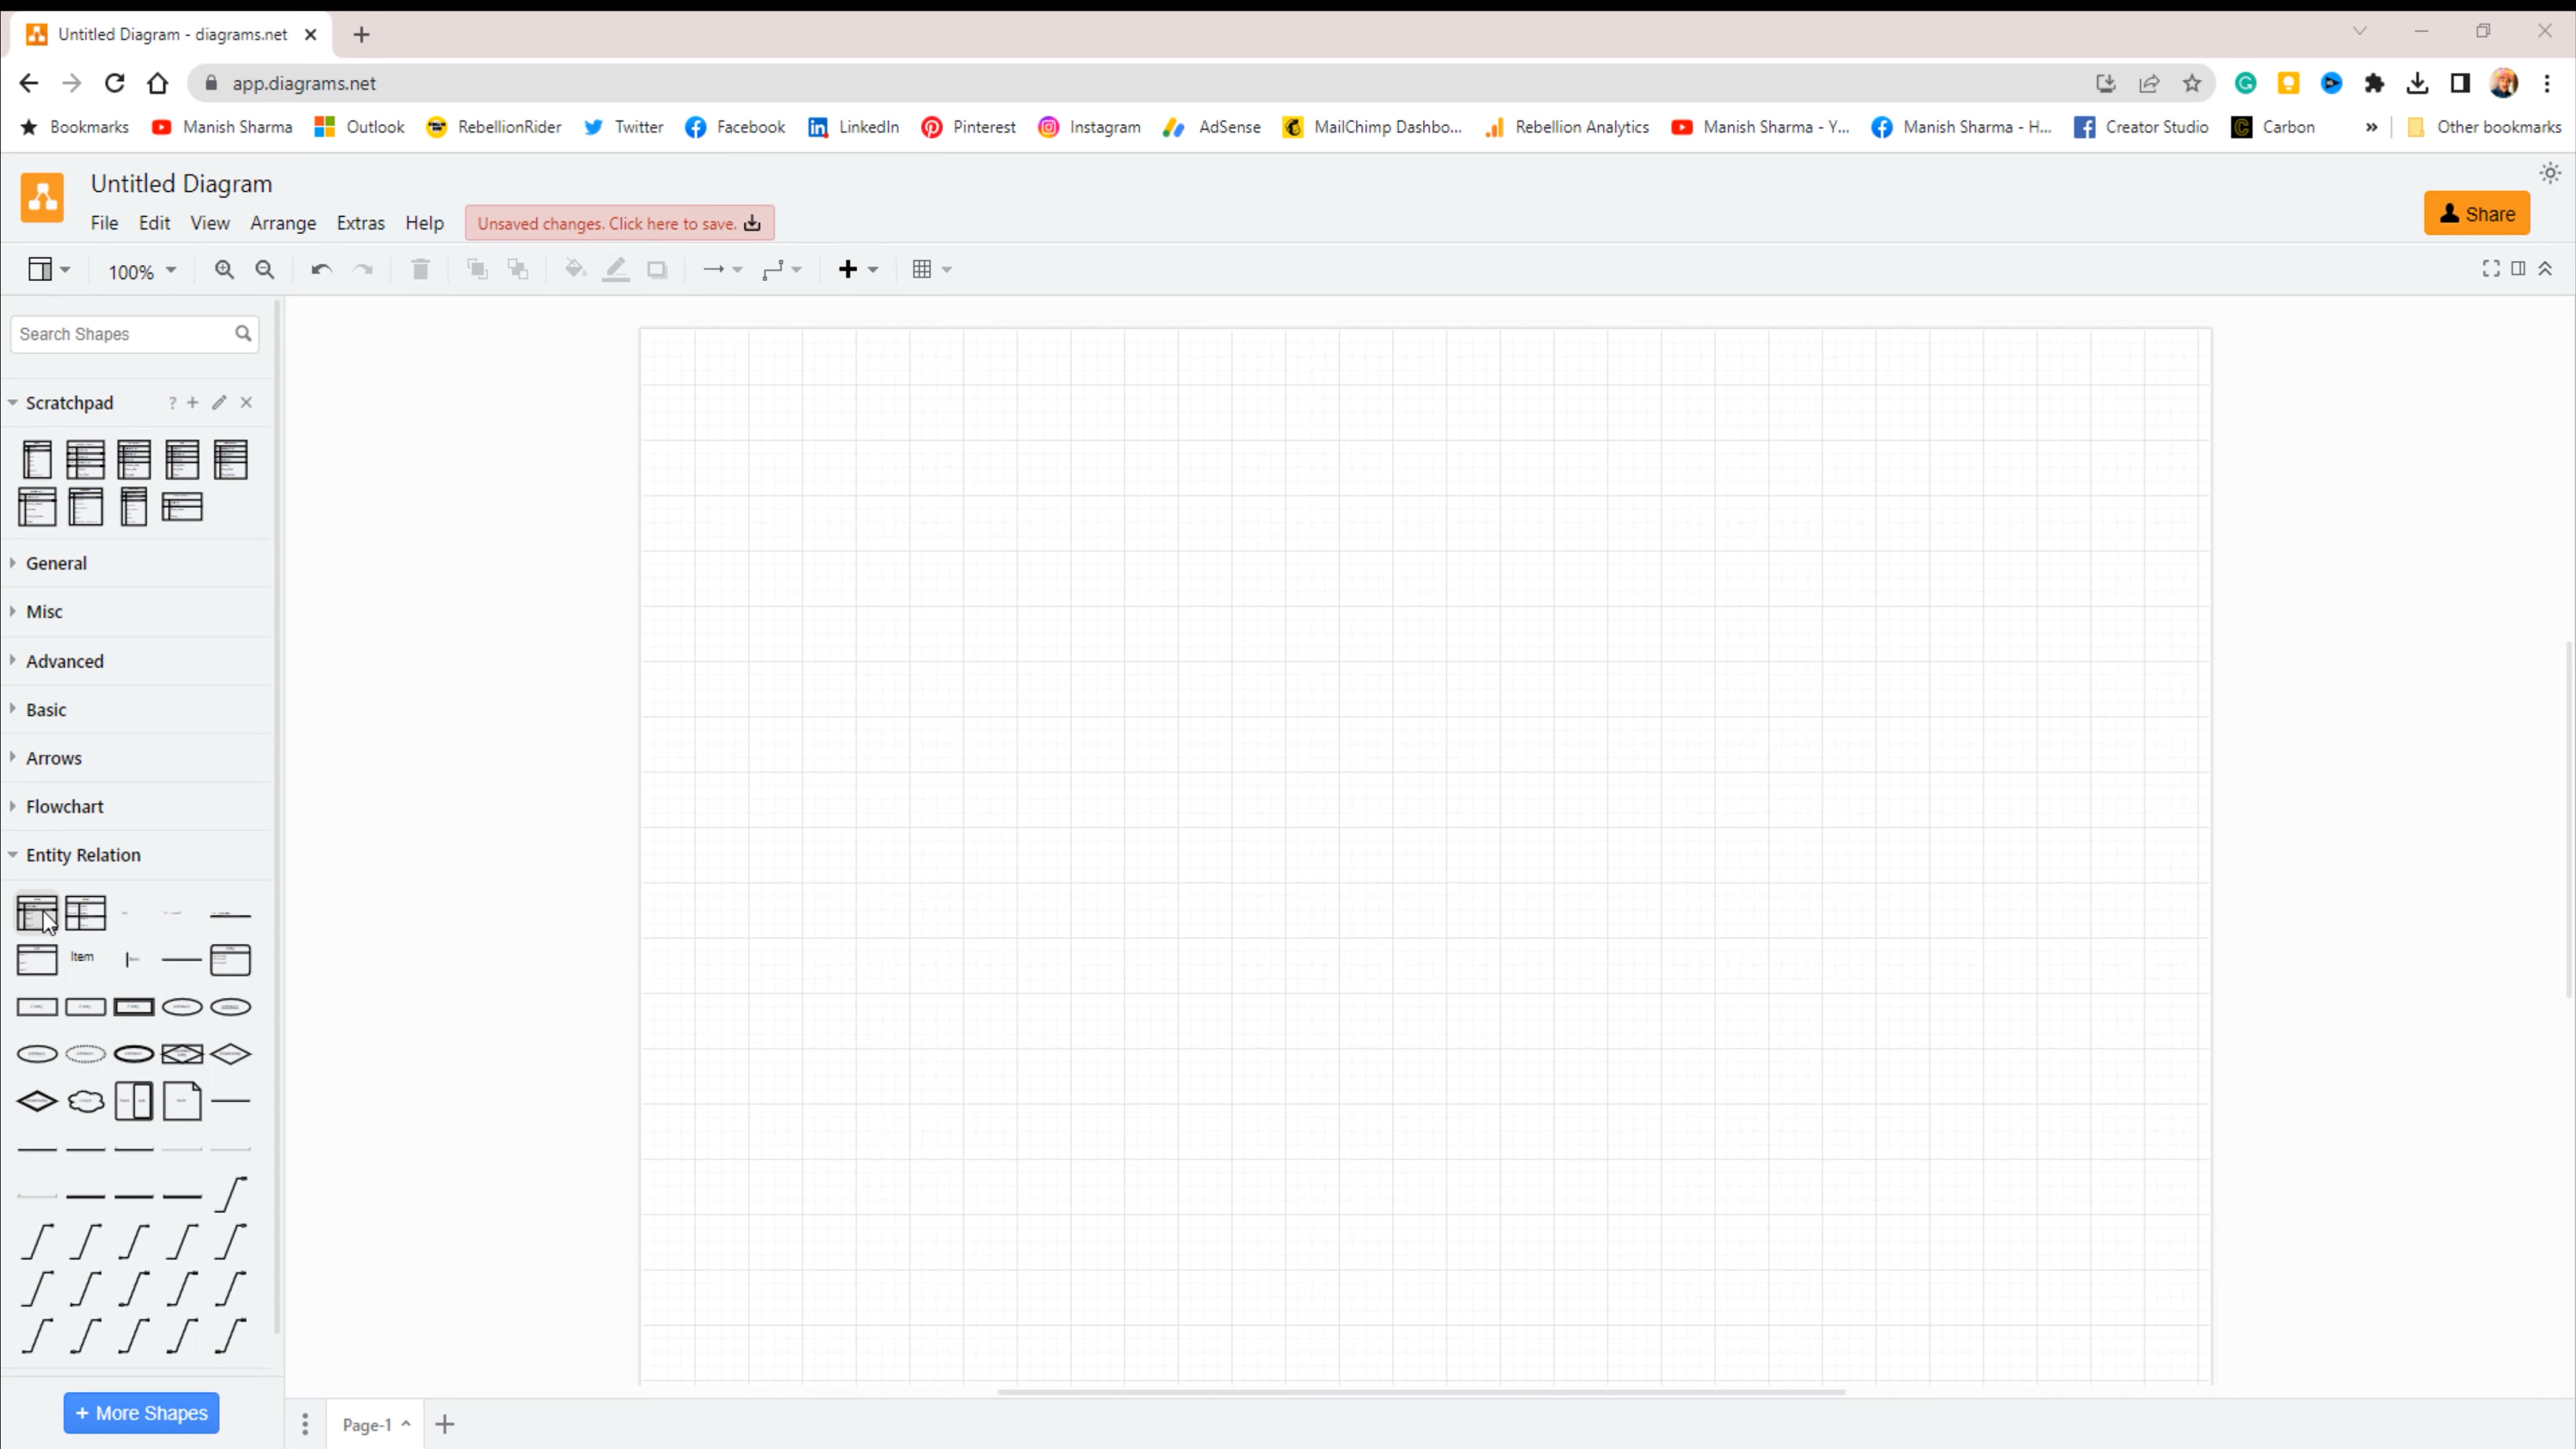 Untitled Diagram - diagrams.net
app.diagrams.net
Bookmarks Manish Sharma Outlook RebellionRider Twitter Facebook LinkedIn Pinterest Instagram AdSense MailChimp Dashbo... Rebellion Analytics Manish Sharma - Y... Manish Sharma - H... Creator Studio Carbon » Other bookmarks
Untitled Diagram
File Edit View Arrange Extras Help Unsaved changes. Click here to save.
Share
100%
Search Shapes
Scratchpad ? + ×
General
Misc
Advanced
Basic
Arrows
Flowchart
Entity Relation
Item
+ More Shapes
Page-1